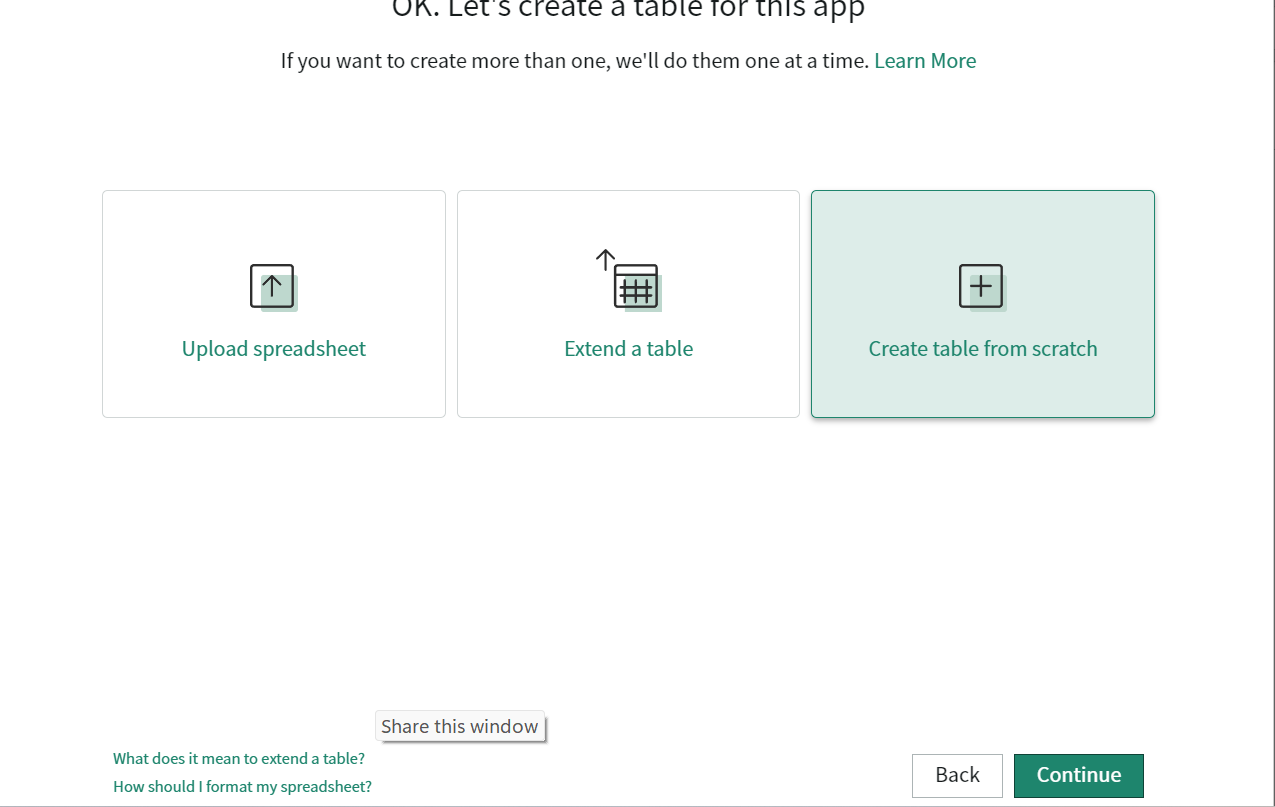 OK. Let's create a table for this app
If you want to create more than one, we'll do them one at a time. Learn More
Upload spreadsheet
Extend a table
Create table from scratch
Share this window
What does it mean to extend a table?
How should I format my spreadsheet?
Back
Continue